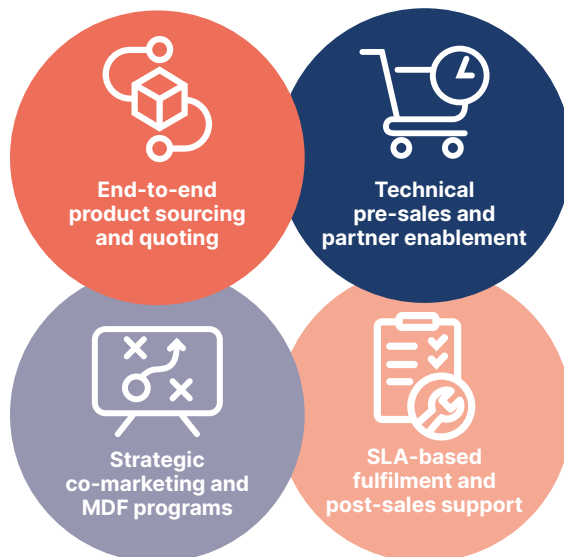 End-to-end
product sourcing
and quoting
Technical
pre-sales and
partner enablement
Strategic
co-marketing and
MDF programs
SLA-based
fulfilment and
post-sales support